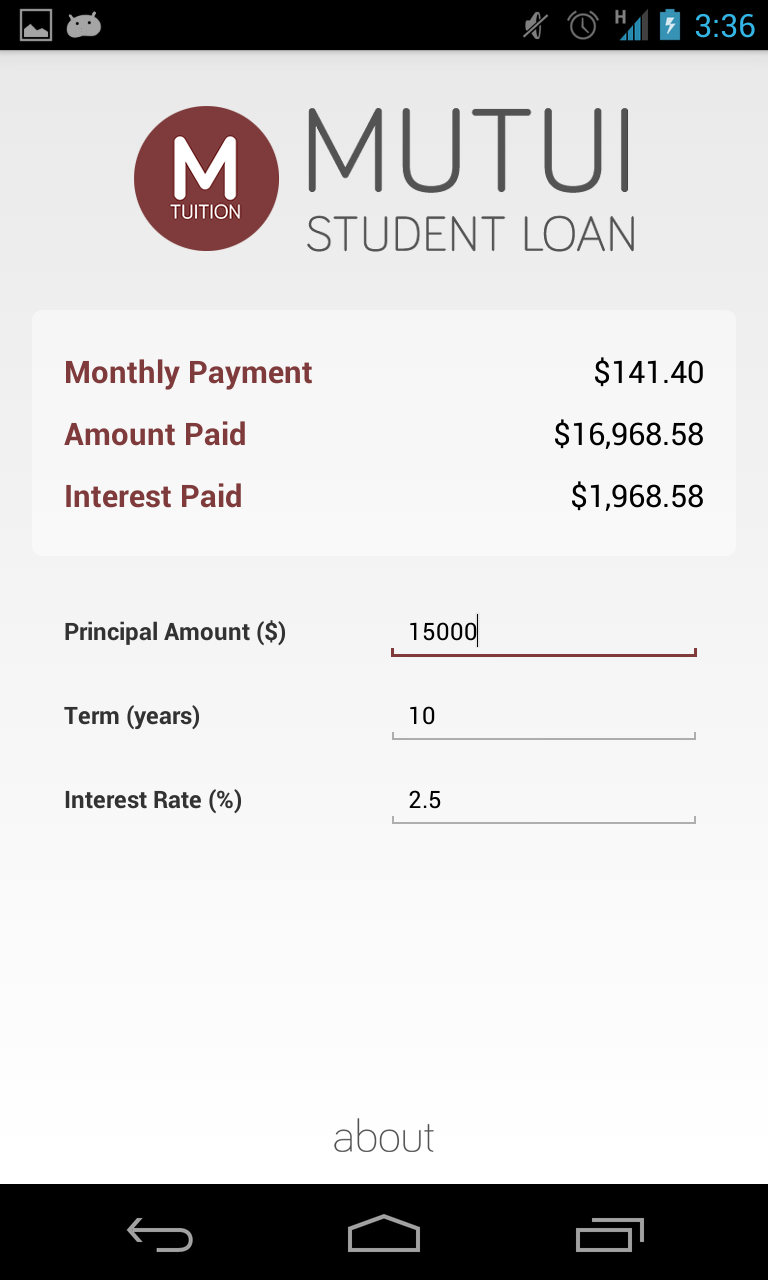 H 3:36
M MUTUI
TUITION STUDENT LOAN
Monthly Payment $141.40
Amount Paid $16,968.58
Interest Paid $1,968.58
Principal Amount ($) 15000
Term (years) 10
Interest Rate (%) 2.5
about